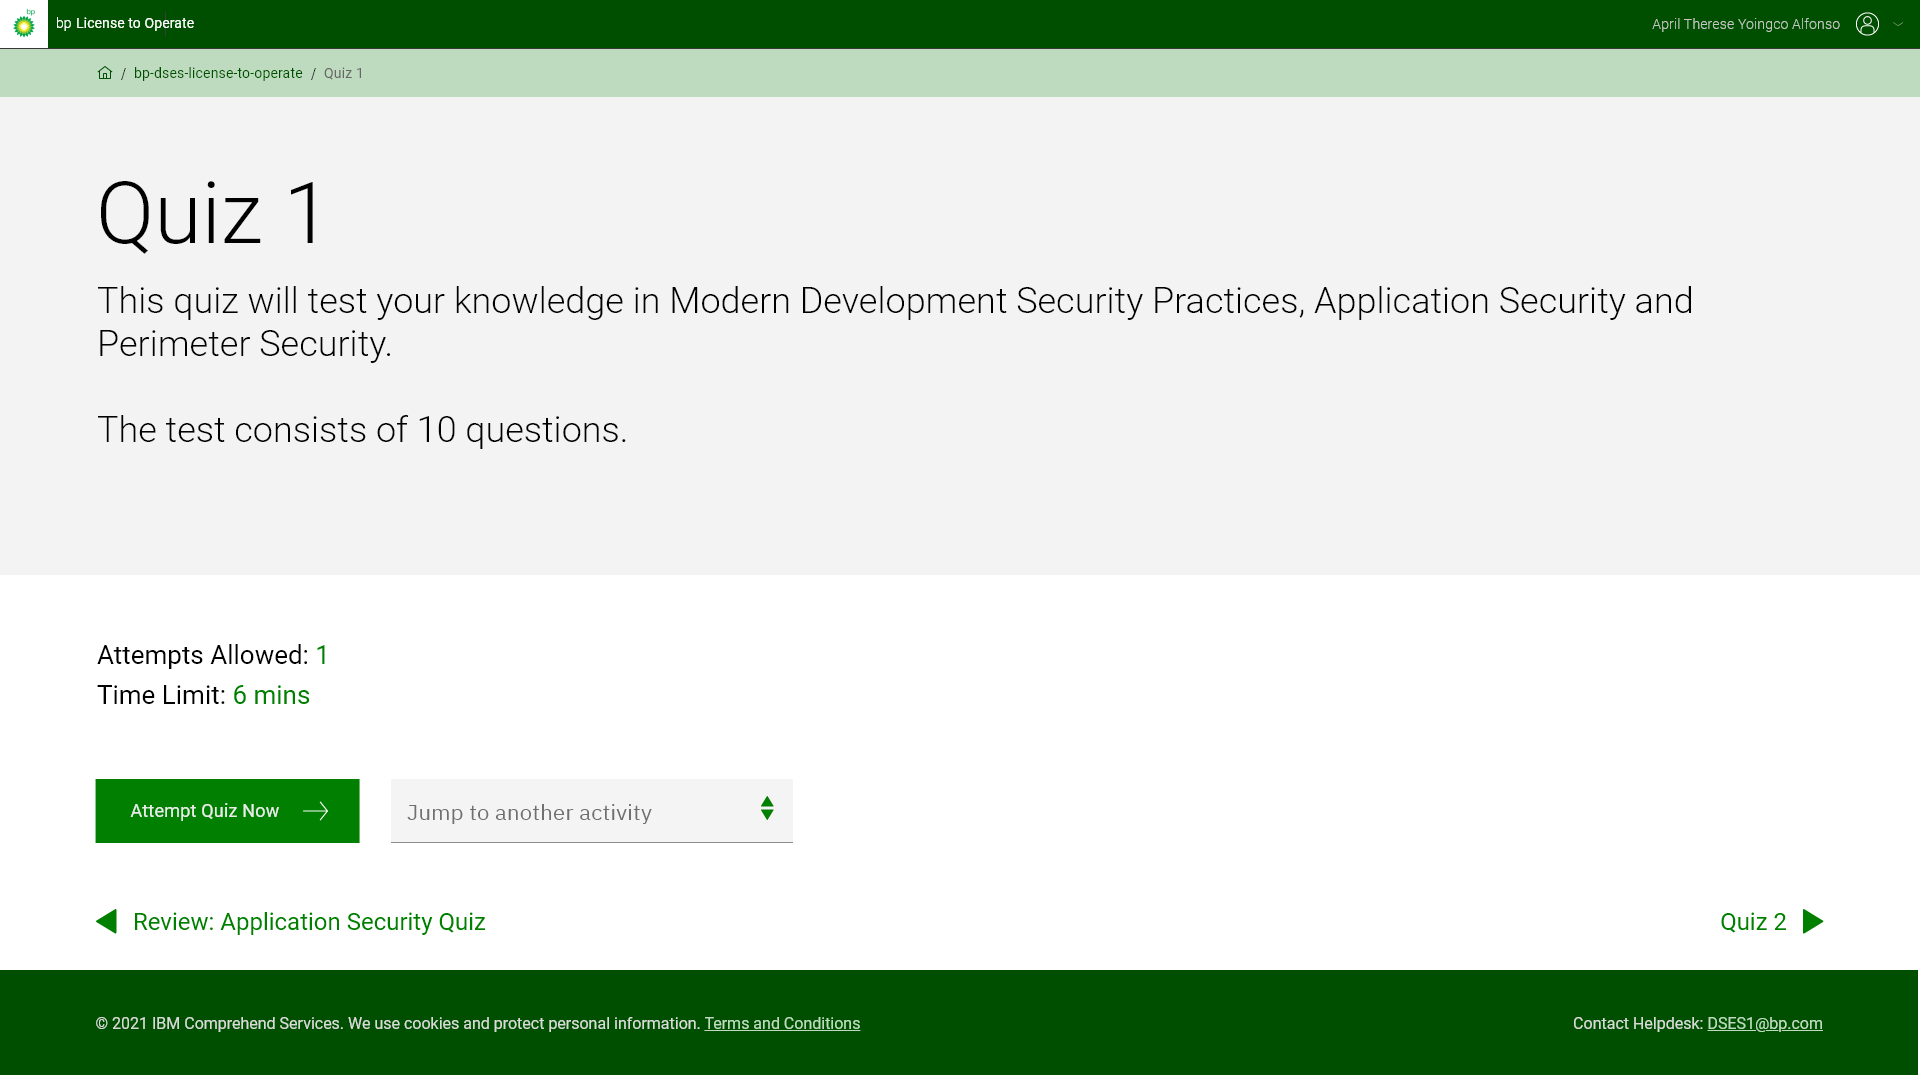 bp
bp License to Operate
April Therese Yoingco Alfonso
/ bp-dses-license-to-operate / Quiz 1
Quiz 1
This quiz will test your knowledge in Modern Development Security Practices, Application Security and
Perimeter Security.
The test consists of 10 questions.
Attempts Allowed: 1
Time Limit: 6 mins
Attempt Quiz Now
Jump to another activity
Review: Application Security Quiz
Quiz 2
© 2021 IBM Comprehend Services. We use cookies and protect personal information. Terms and Conditions
Contact Helpdesk: DSES1@bp.com